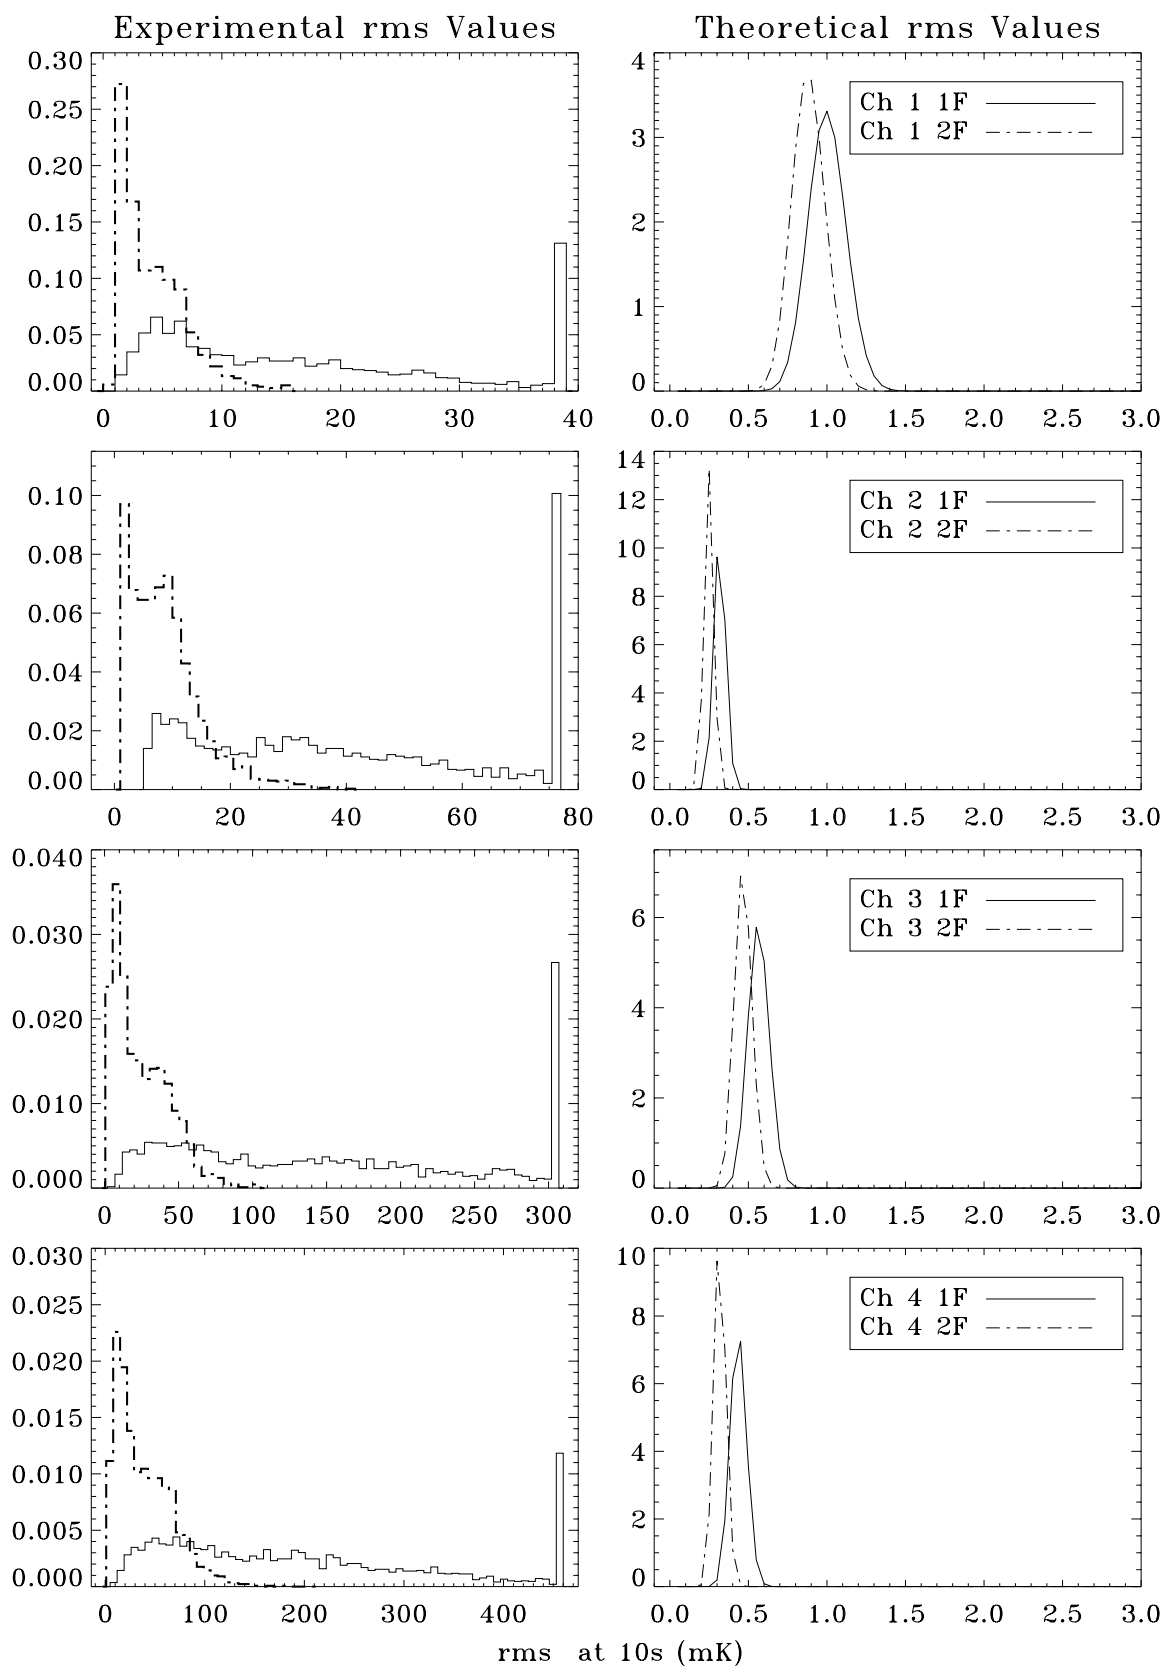 Experimental rms Values
Theoretical rms Values
0.30
0.25
0.20
0.15
0.10
0.05
0.00
0 10 20 30 40
4
3
2
1
0
Ch 1 1F
Ch 1 2F
0.0 0.5 1.0 1.5 2.0 2.5 3.0
0.10
0.08
0.06
0.04
0.02
0.00
0 20 40 60 80
14
12
10
8
6
4
2
0
Ch 2 1F
Ch 2 2F
0.0 0.5 1.0 1.5 2.0 2.5 3.0
0.040
0.030
0.020
0.010
0.000
0 50 100 150 200 250 300
6
4
2
0
Ch 3 1F
Ch 3 2F
0.0 0.5 1.0 1.5 2.0 2.5 3.0
0.030
0.025
0.020
0.015
0.010
0.005
0.000
0 100 200 300 400
10
8
6
4
2
0
Ch 4 1F
Ch 4 2F
0.0 0.5 1.0 1.5 2.0 2.5 3.0
rms at 10s (mK)